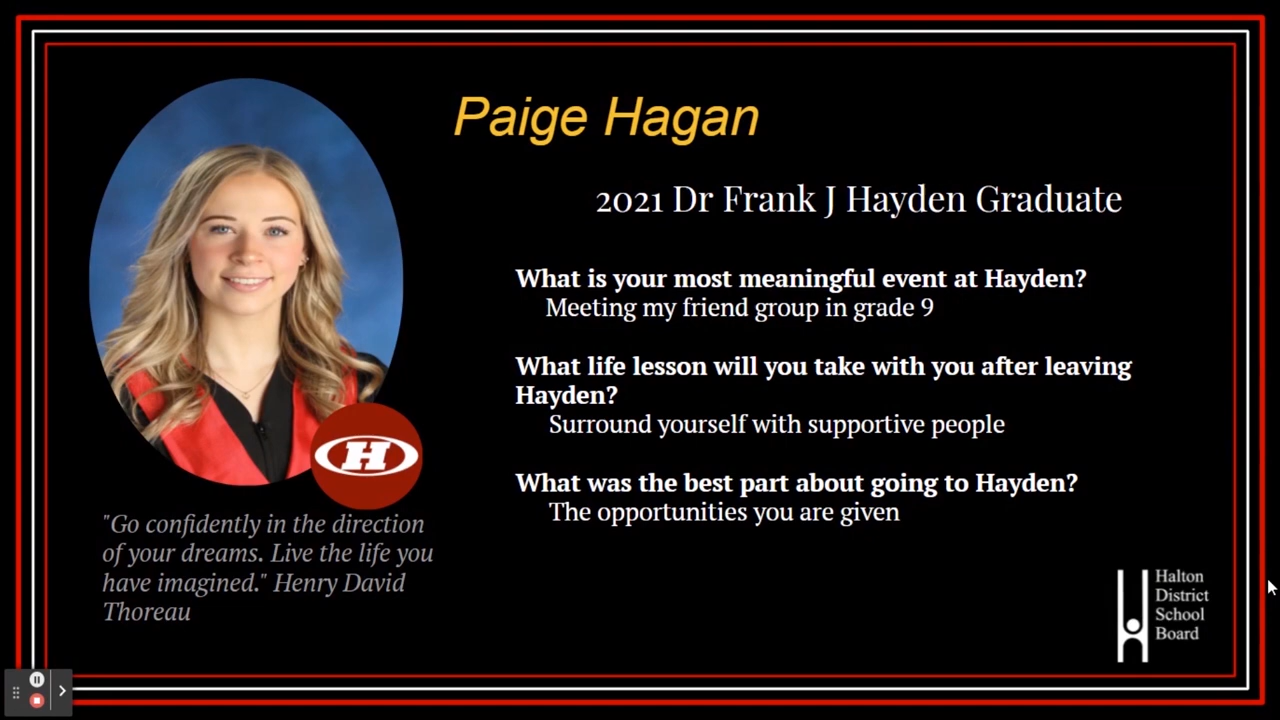 Paige Hagan
2021 Dr Frank J Hayden Graduate
What is your most meaningful event at Hayden?
Meeting my friend group in grade 9
What life lesson will you take with you after leaving
Hayden?
Surround yourself with supportive people
What was the best part about going to Hayden?
The opportunities you are given
H
"Go confidently in the direction
of your dreams. Live the life you
have imagined." Henry David
Thoreau
Halton
District
School
Board